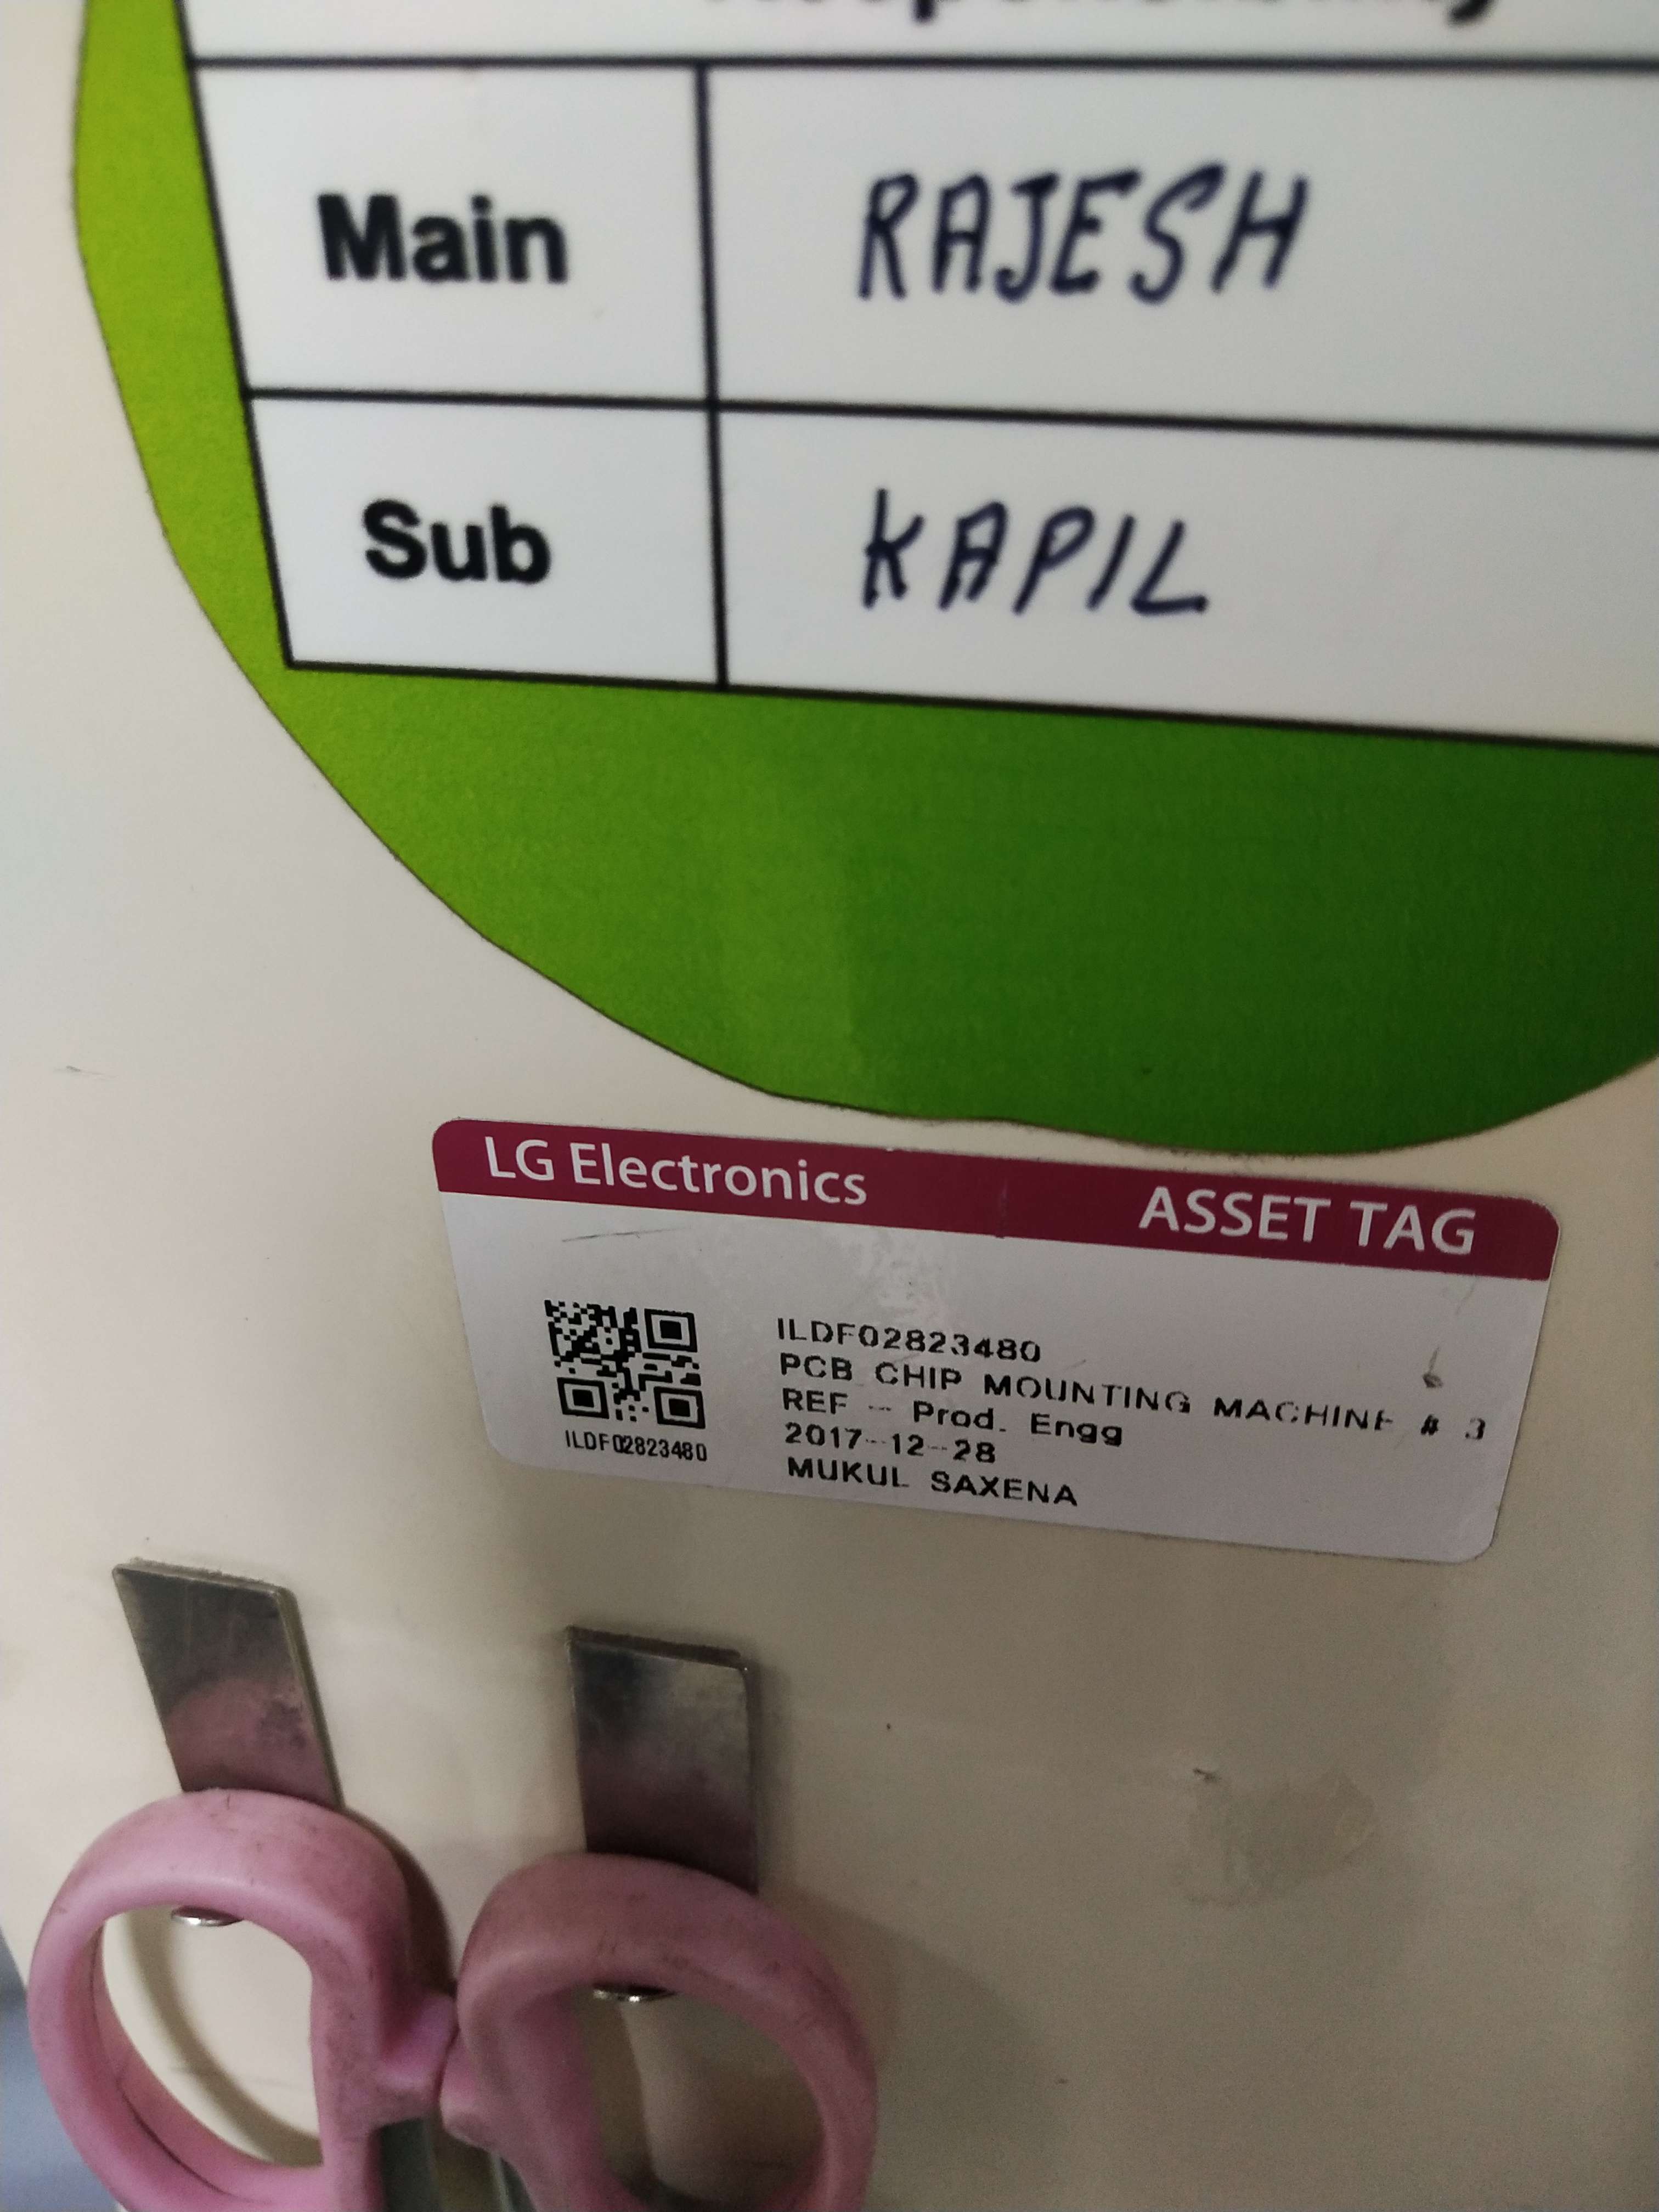 Main RAJESH
Sub KAPIL
LG Electronics ASSET TAG
ILDF02823480
PCB CHIP MOUNTING MACHINE # 3
REF - Prod. Engg
2017-12-28
MUKUL SAXENA
ILDF02823480